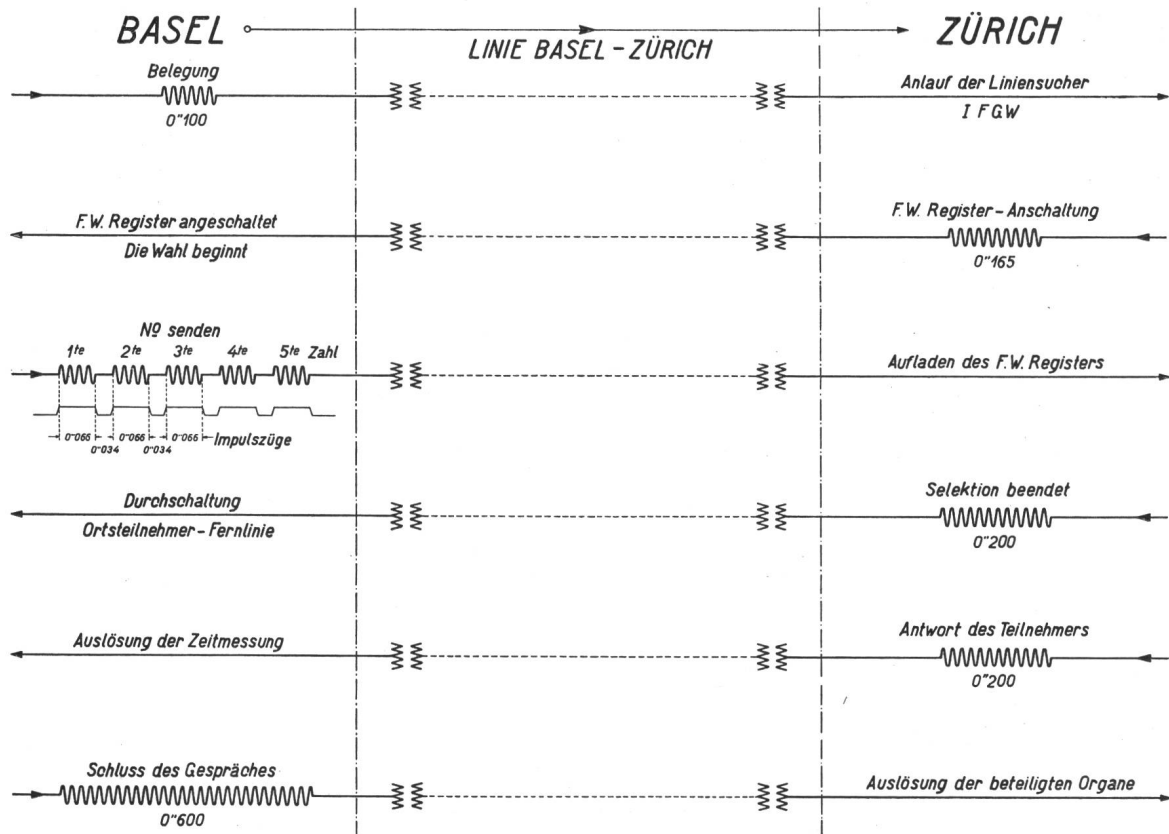 BASEL
LINIE BASEL - ZÜRICH
ZÜRICH
Belegung
0"100
Anlauf der Liniensucher
I F.G.W
F.W. Register angeschaltet
Die Wahl beginnt
F.W. Register - Anschaltung
0"165
Nº senden
1te 2te 3te 4te 5te Zahl
0"066 0"034 0"066 0"034 0"066 Impulszüge
Aufladen des F.W. Registers
Durchschaltung
Ortsteilnehmer - Fernlinie
Selektion beendet
0"200
Auslösung der Zeitmessung
Antwort des Teilnehmers
0"200
Schluss des Gespräches
0"600
Auslösung der beteiligten Organe